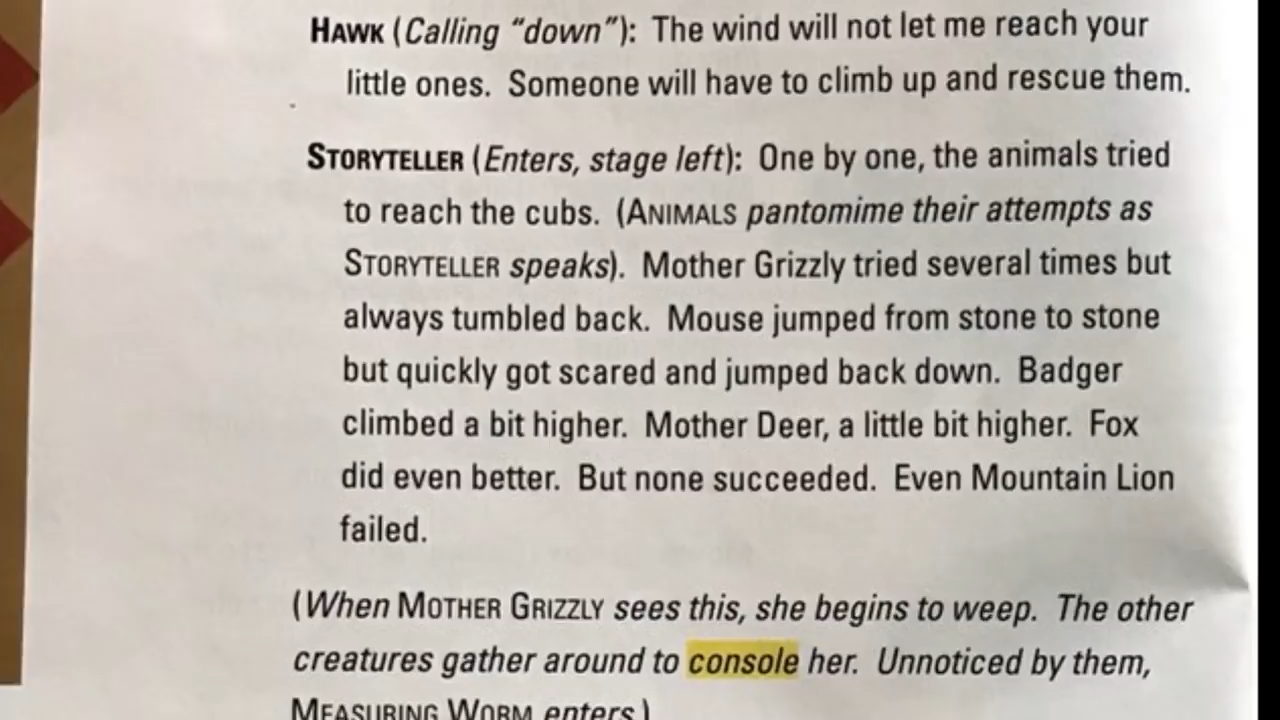 HAWK (Calling “down”): The wind will not let me reach your
little ones. Someone will have to climb up and rescue them.
STORYTELLER (Enters, stage left): One by one, the animals tried
to reach the cubs. (ANIMALS pantomime their attempts as
STORYTELLER speaks). Mother Grizzly tried several times but
always tumbled back. Mouse jumped from stone to stone
but quickly got scared and jumped back down. Badger
climbed a bit higher. Mother Deer, a little bit higher. Fox
did even better. But none succeeded. Even Mountain Lion
failed.
(When MOTHER GRIZZLY sees this, she begins to weep. The other
creatures gather around to console her. Unnoticed by them,
MEASURING WORM enters.)